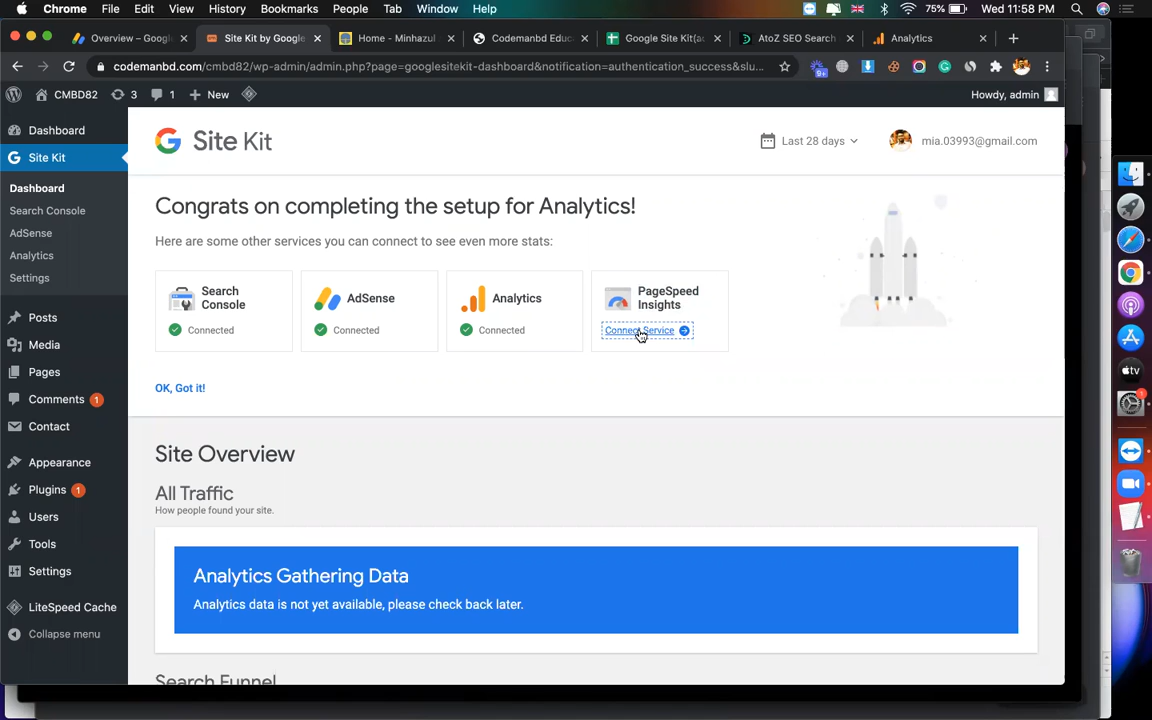 Chrome File Edit View History Bookmarks People Tab Window Help 75% Wed 11:58 PM
Overview – Googl
Site Kit by Google
Home - Minhazul
Codemanbd Educ
Google Site Kit(a
AtoZ SEO Search
Analytics
codemanbd.com/cmbd82/wp-admin/admin.php?page=googlesitekit-dashboard&notification=authentication_success&slu...
9+
CMBD82 3 1 New
Howdy, admin
Dashboard
Site Kit
Dashboard
Search Console
AdSense
Analytics
Settings
Posts
Media
Pages
Comments 1
Contact
Appearance
Plugins 1
Users
Tools
Settings
LiteSpeed Cache
Collapse menu
Site Kit
Last 28 days
mia.03993@gmail.com
Congrats on completing the setup for Analytics!
Here are some other services you can connect to see even more stats:
Search
Console
Connected
AdSense
Connected
Analytics
Connected
PageSpeed
Insights
Connect Service
OK, Got it!
Site Overview
All Traffic
How people found your site.
Analytics Gathering Data
Analytics data is not yet available, please check back later.
Search Funnel
tv
1